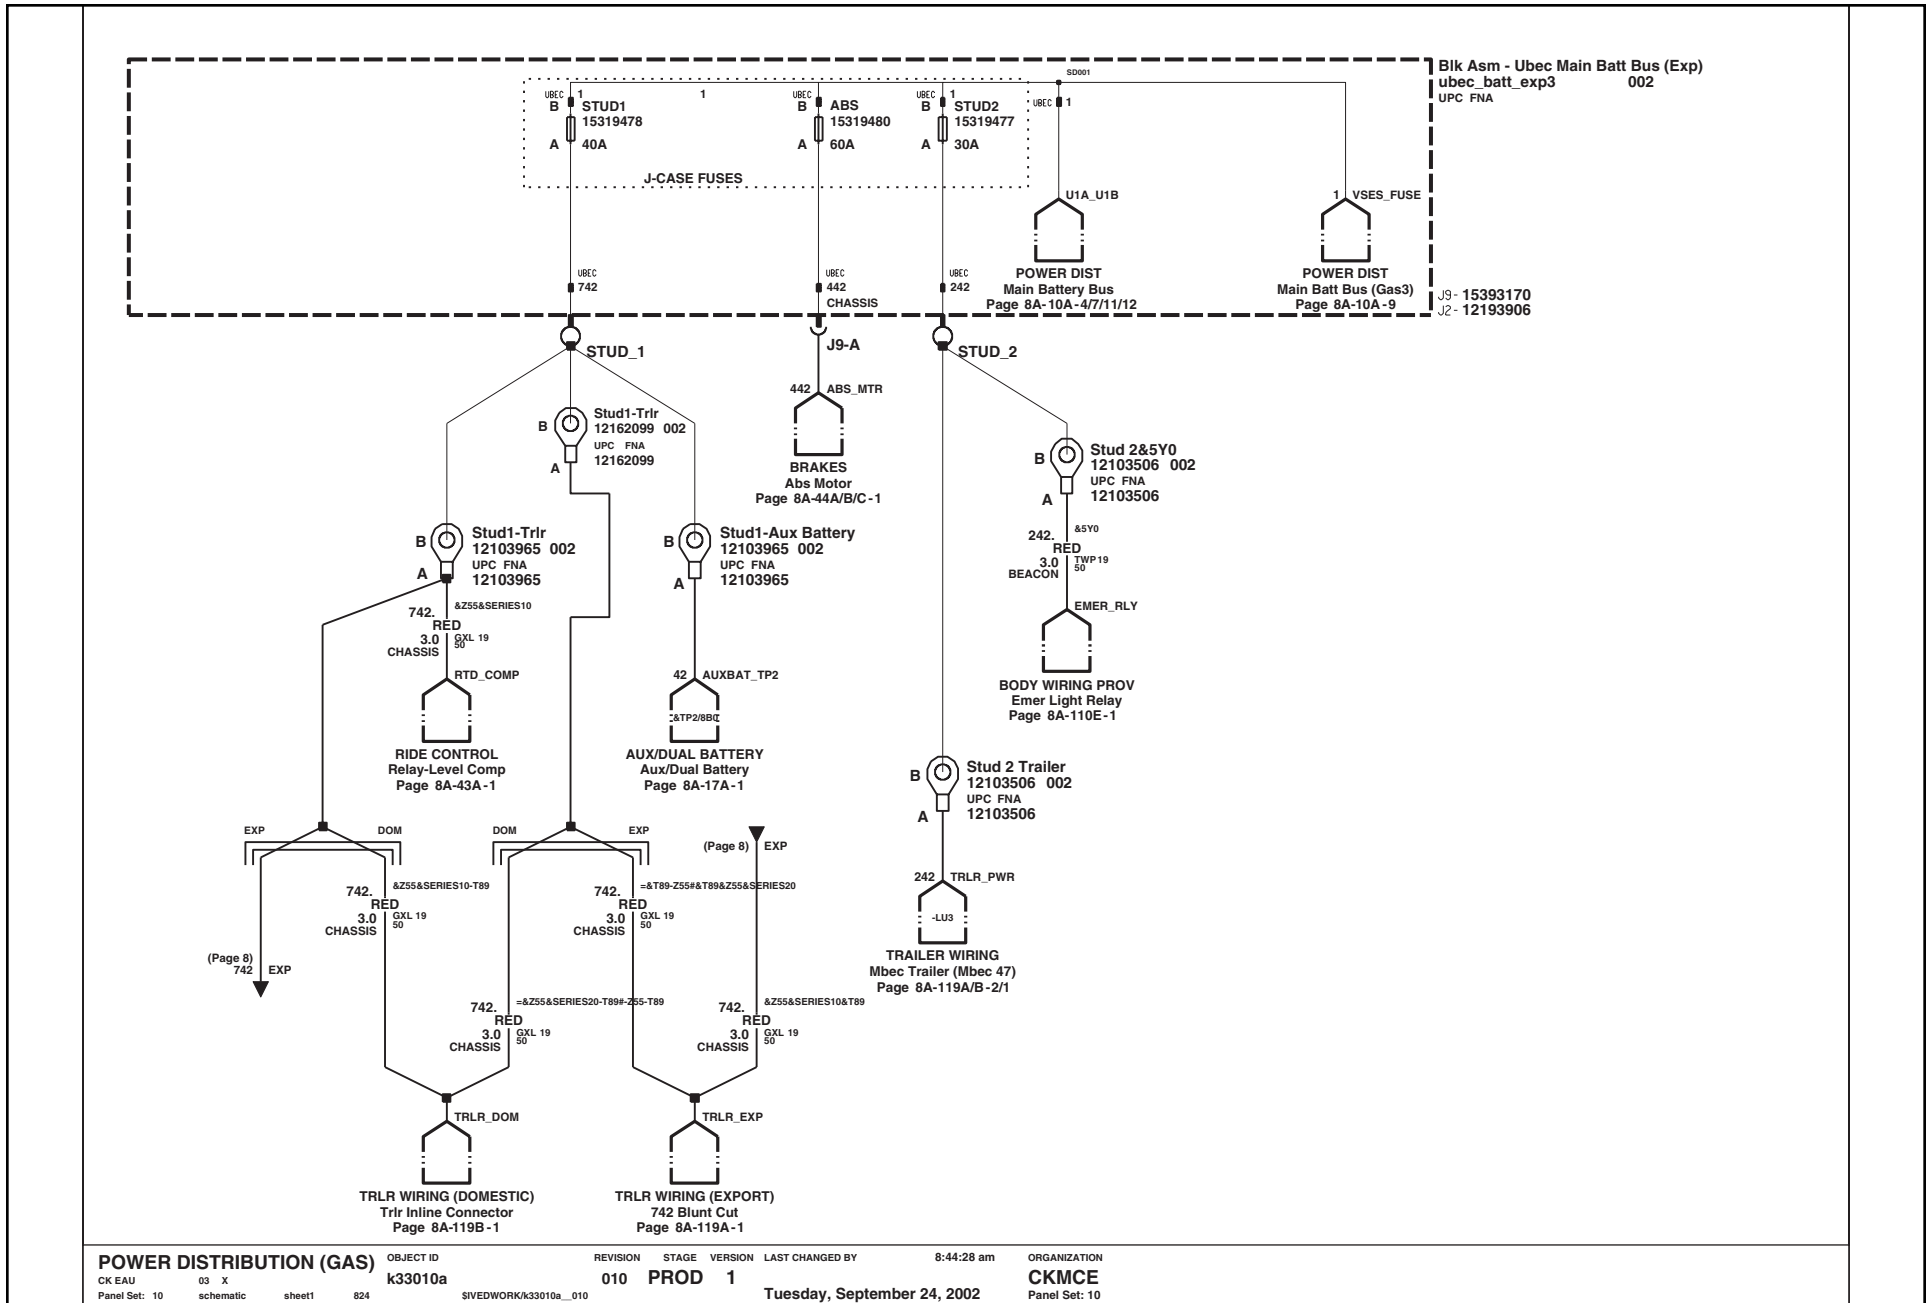 Blk Asm - Ubec Main Batt Bus (Exp)
ubec_batt_exp3 002
UPC FNA
SD001
UBEC 1
B STUD1
15319478
A 40A
1
UBEC
B ABS
15319480
A 60A
UBEC 1
B STUD2
15319477
A 30A
UBEC 1
J-CASE FUSES
U1A_U1B
1 VSES_FUSE
POWER DIST
Main Battery Bus
Page 8A-10A-4/7/11/12
POWER DIST
Main Batt Bus (Gas3)
Page 8A-10A-9
UBEC
742
UBEC
442
CHASSIS
UBEC
242
J9- 15393170
J2- 12193906
STUD_1
J9-A
STUD_2
442 ABS_MTR
BRAKES
Abs Motor
Page 8A-44A/B/C-1
B Stud1-Trlr
12162099 002
UPC FNA
A 12162099
B Stud 2&5Y0
12103506 002
UPC FNA
A 12103506
B Stud1-Trlr
12103965 002
UPC FNA
A 12103965
B Stud1-Aux Battery
12103965 002
UPC FNA
A 12103965
&5Y0
242.
RED
3.0 TWP19
50
BEACON
EMER_RLY
BODY WIRING PROV
Emer Light Relay
Page 8A-110E-1
&Z55&SERIES10
742.
RED
3.0 GXL 19
50
CHASSIS
RTD_COMP
RIDE CONTROL
Relay-Level Comp
Page 8A-43A-1
42 AUXBAT_TP2
&TP2/8B0
AUX/DUAL BATTERY
Aux/Dual Battery
Page 8A-17A-1
B Stud 2 Trailer
12103506 002
UPC FNA
A 12103506
EXP DOM
DOM EXP
(Page 8) EXP
242 TRLR_PWR
-LU3
TRAILER WIRING
Mbec Trailer (Mbec 47)
Page 8A-119A/B-2/1
&Z55&SERIES10-T89
742.
RED
3.0 GXL 19
50
CHASSIS
=&T89-Z55#&T89&Z55&SERIES20
742.
RED
3.0 GXL 19
50
CHASSIS
(Page 8)
742 EXP
=&Z55&SERIES20-T89#-Z55-T89
742.
RED
3.0 GXL 19
50
CHASSIS
&Z55&SERIES10&T89
742.
RED
3.0 GXL 19
50
CHASSIS
TRLR_DOM
TRLR WIRING (DOMESTIC)
Trlr Inline Connector
Page 8A-119B-1
TRLR_EXP
TRLR WIRING (EXPORT)
742 Blunt Cut
Page 8A-119A-1
POWER DISTRIBUTION (GAS)
CK EAU 03 X
Panel Set: 10 schematic sheet1 824
OBJECT ID
k33010a
$IVEDWORK/k33010a__010
REVISION STAGE VERSION LAST CHANGED BY 8:44:28 am
010 PROD 1
Tuesday, September 24, 2002
ORGANIZATION
CKMCE
Panel Set: 10